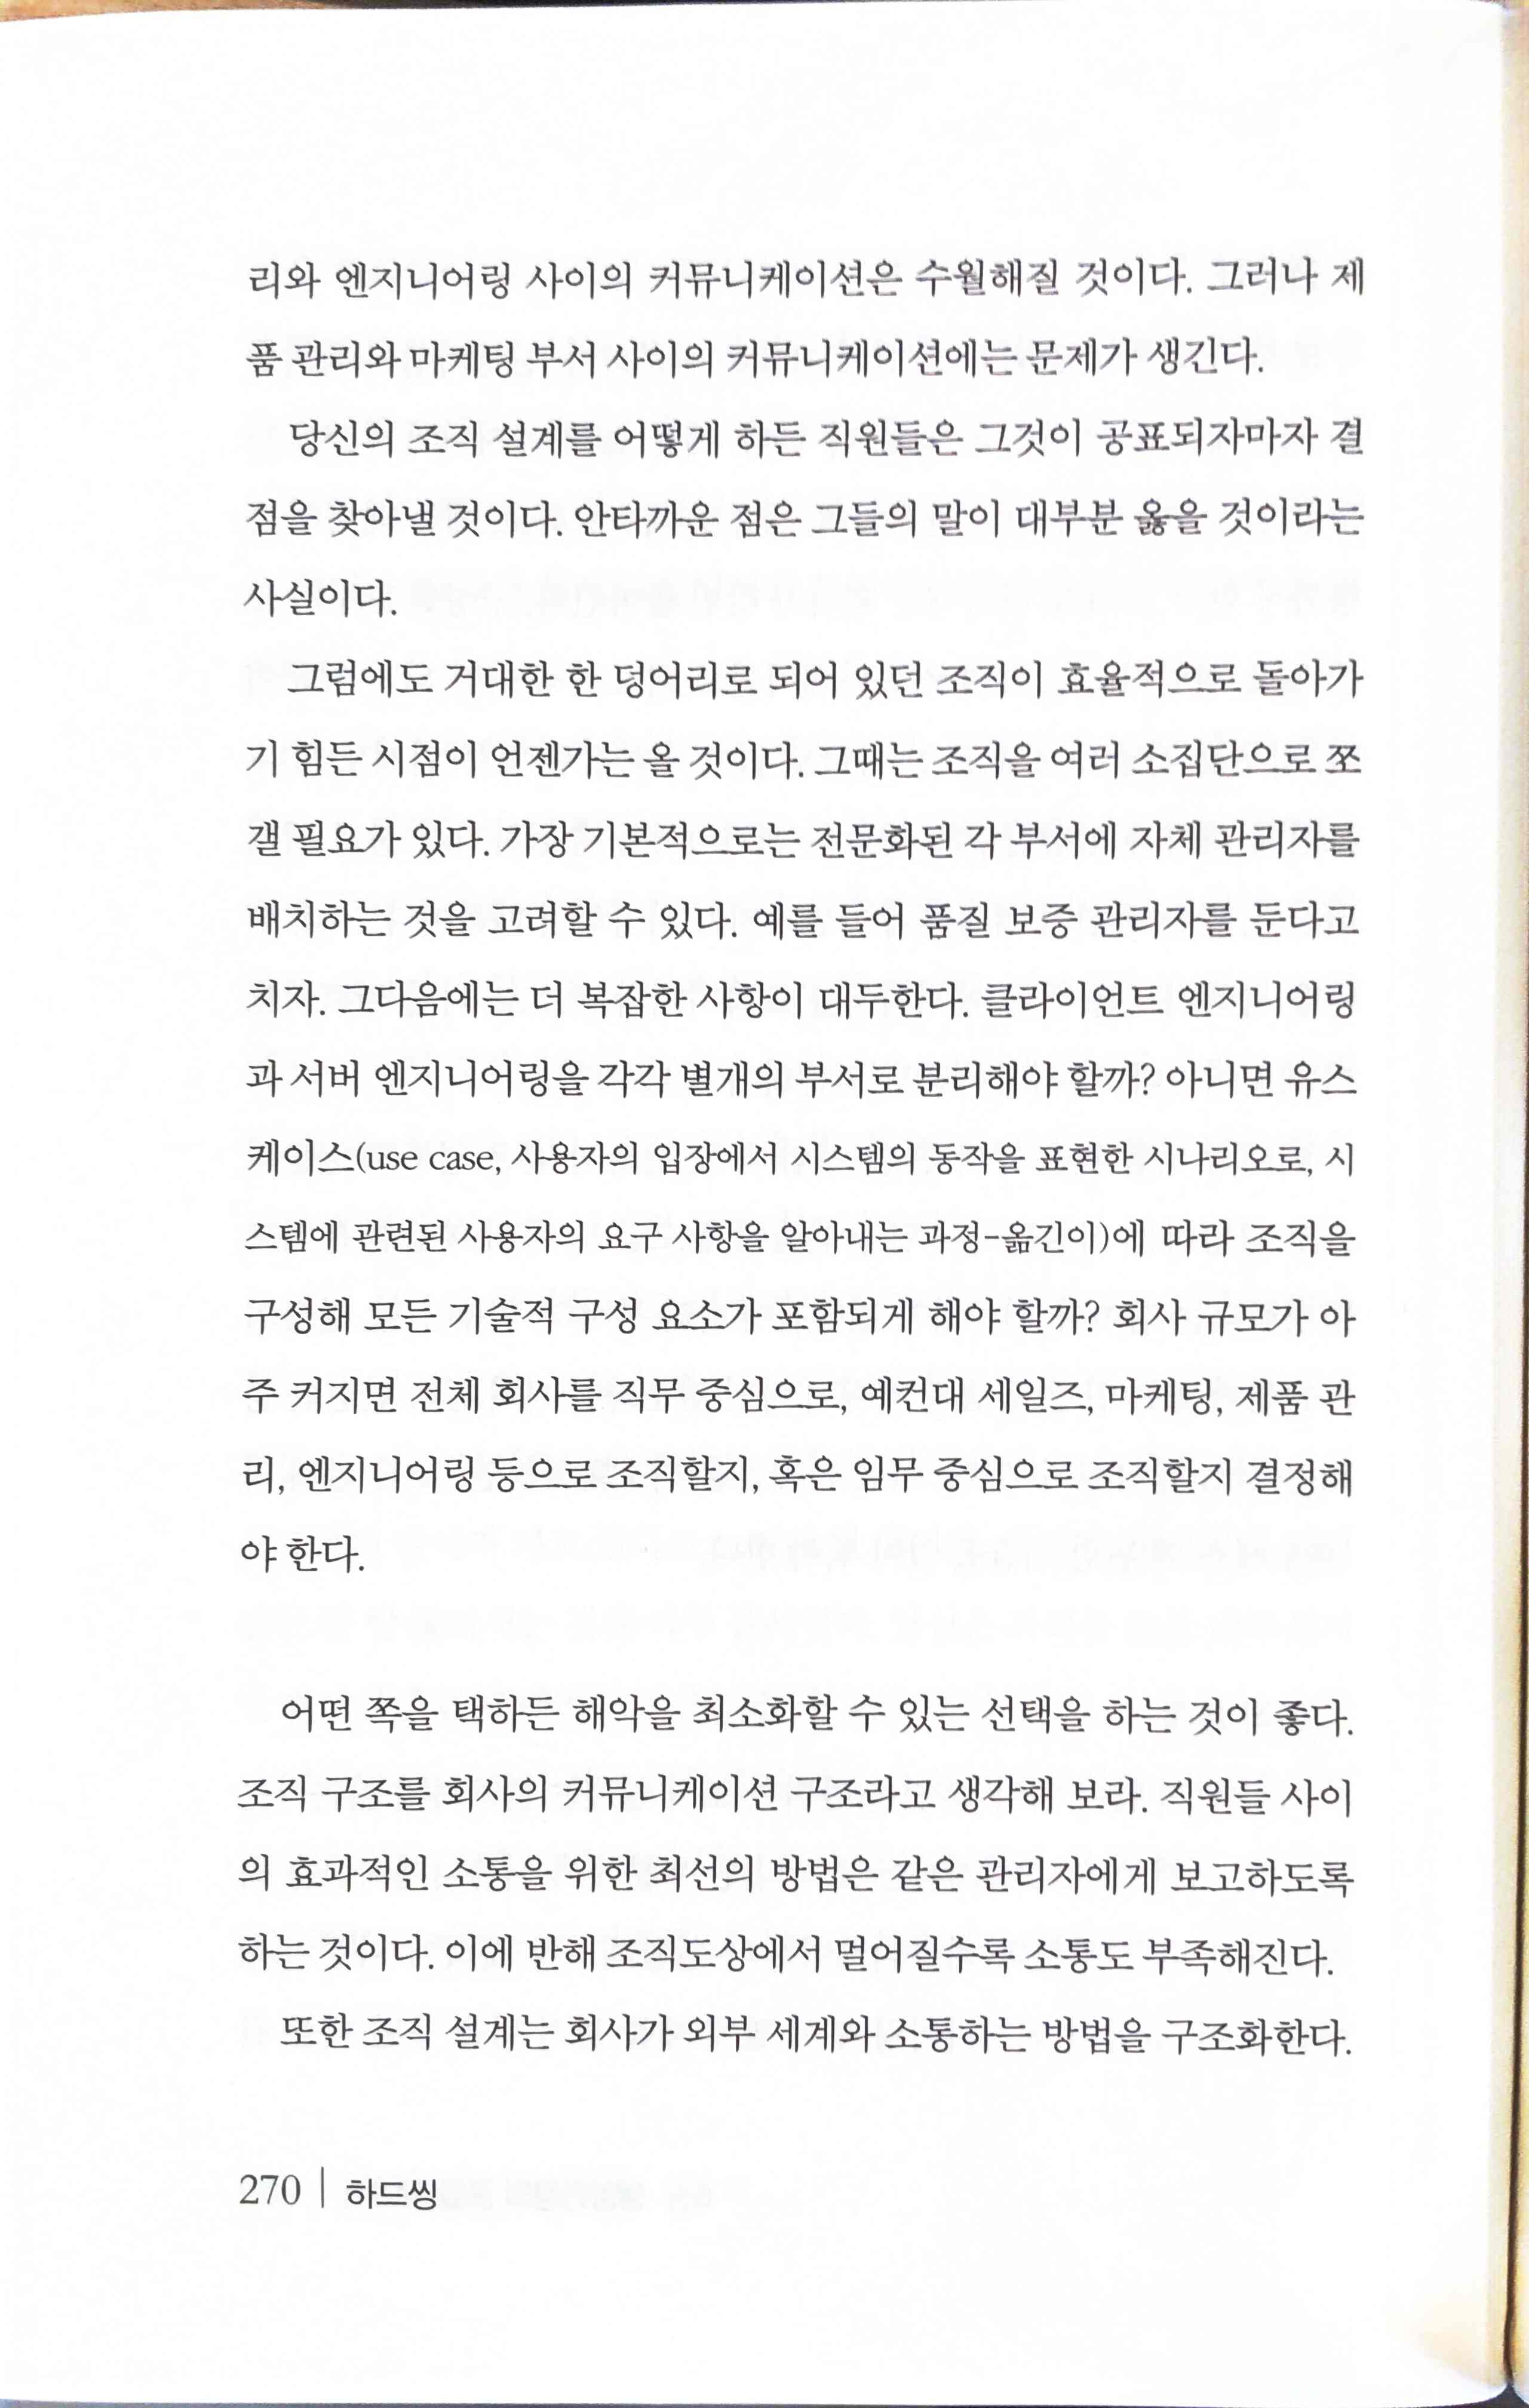 리와 엔지니어링 사이의 커뮤니케이션은 수월해질 것이다. 그러나 제
품 관리와 마케팅 부서 사이의 커뮤니케이션에는 문제가 생긴다.
당신의 조직 설계를 어떻게 하든 직원들은 그것이 공표되자마자 결
점을 찾아낼 것이다. 안타까운 점은 그들의 말이 대부분 옳을 것이라는
사실이다.
그럼에도 거대한 한 덩어리로 되어 있던 조직이 효율적으로 돌아가
기 힘든 시점이 언젠가는 올 것이다. 그때는 조직을 여러 소집단으로 쪼
갤 필요가 있다. 가장 기본적으로는 전문화된 각 부서에 자체 관리자를
배치하는 것을 고려할 수 있다. 예를 들어 품질 보증 관리자를 둔다고
치자. 그다음에는 더 복잡한 사항이 대두한다. 클라이언트 엔지니어링
과 서버 엔지니어링을 각각 별개의 부서로 분리해야 할까? 아니면 유스
케이스(use case, 사용자의 입장에서 시스템의 동작을 표현한 시나리오로, 시
스템에 관련된 사용자의 요구 사항을 알아내는 과정-옮긴이)에 따라 조직을
구성해 모든 기술적 구성 요소가 포함되게 해야 할까? 회사 규모가 아
주 커지면 전체 회사를 직무 중심으로, 예컨대 세일즈, 마케팅, 제품 관
리, 엔지니어링 등으로 조직할지, 혹은 임무 중심으로 조직할지 결정해
야 한다.
어떤 쪽을 택하든 해악을 최소화할 수 있는 선택을 하는 것이 좋다.
조직 구조를 회사의 커뮤니케이션 구조라고 생각해 보라. 직원들 사이
의 효과적인 소통을 위한 최선의 방법은 같은 관리자에게 보고하도록
하는 것이다. 이에 반해 조직도상에서 멀어질수록 소통도 부족해진다.
또한 조직 설계는 회사가 외부 세계와 소통하는 방법을 구조화한다.
270 | 하드씽